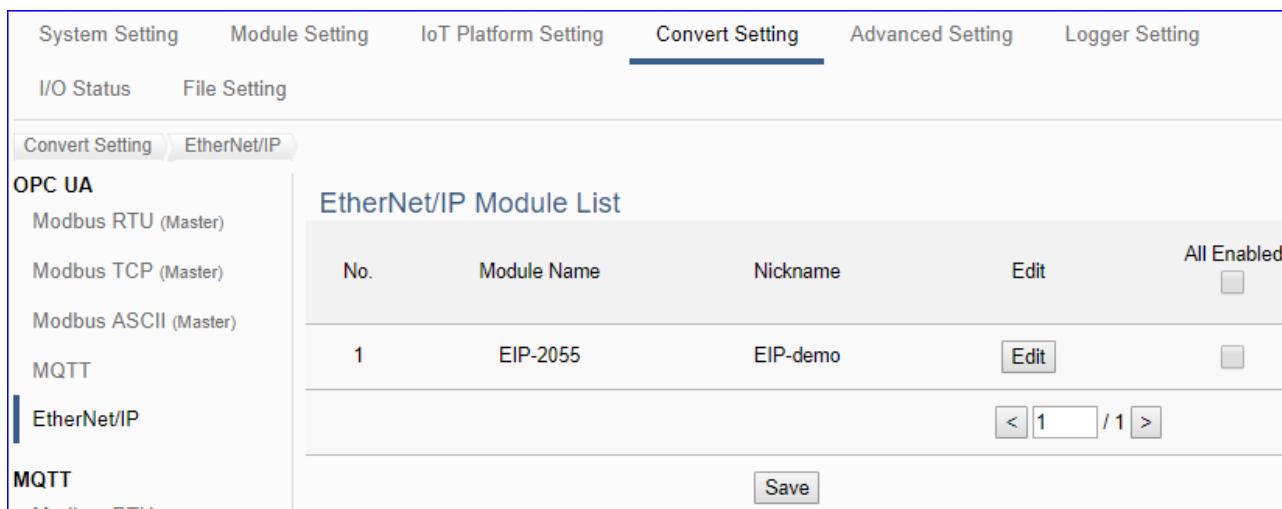 System Setting Module Setting IoT Platform Setting Convert Setting Advanced Setting Logger Setting
I/O Status File Setting
Convert Setting EtherNet/IP
OPC UA
Modbus RTU (Master)
Modbus TCP (Master)
Modbus ASCII (Master)
MQTT
EtherNet/IP
MQTT
EtherNet/IP Module List
No. Module Name Nickname Edit All Enabled
1 EIP-2055 EIP-demo Edit
< 1 / 1 >
Save